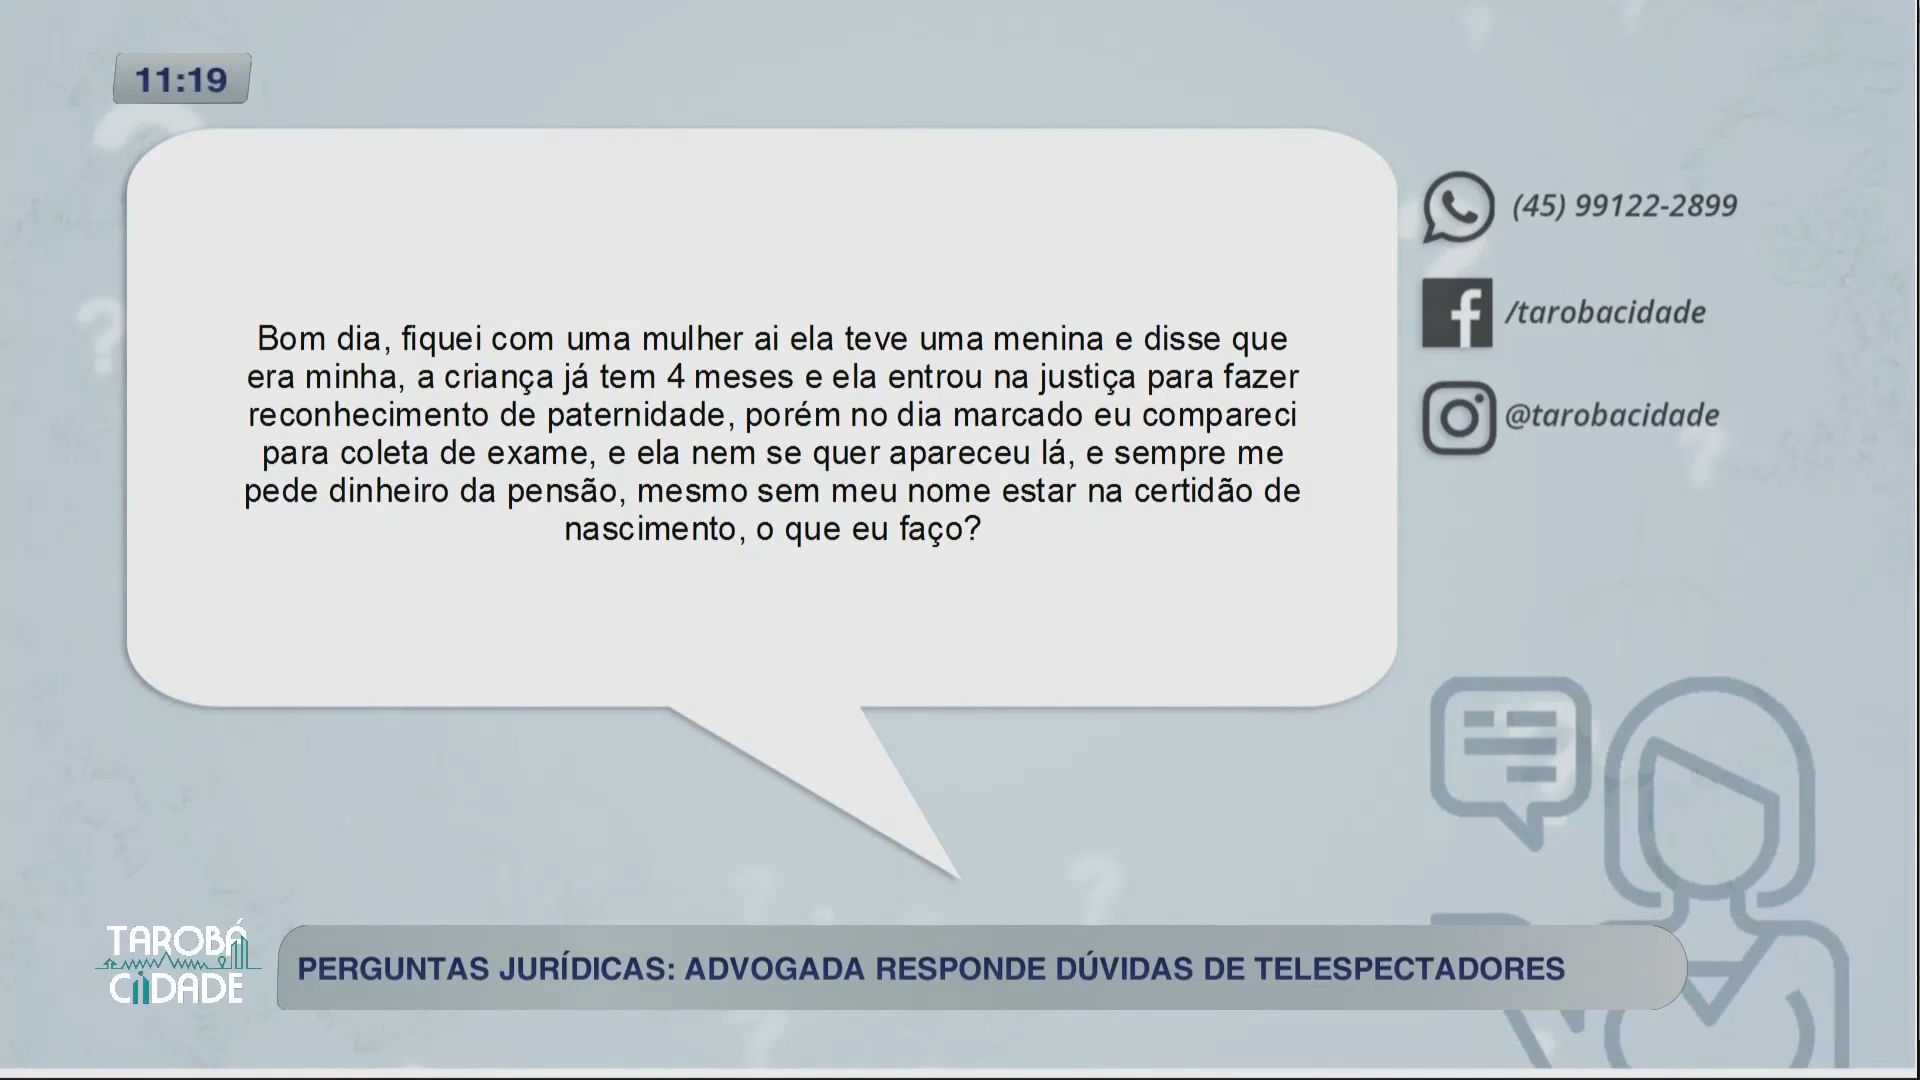 11:19
Bom dia, fiquei com uma mulher ai ela teve uma menina e disse que
era minha, a criança já tem 4 meses e ela entrou na justiça para fazer
reconhecimento de paternidade, porém no dia marcado eu compareci
para coleta de exame, e ela nem se quer apareceu lá, e sempre me
pede dinheiro da pensão, mesmo sem meu nome estar na certidão de
nascimento, o que eu faço?
(45) 99122-2899
/tarobacidade
@tarobacidade
TAROBÁ
CIDADE
PERGUNTAS JURÍDICAS: ADVOGADA RESPONDE DÚVIDAS DE TELESPECTADORES